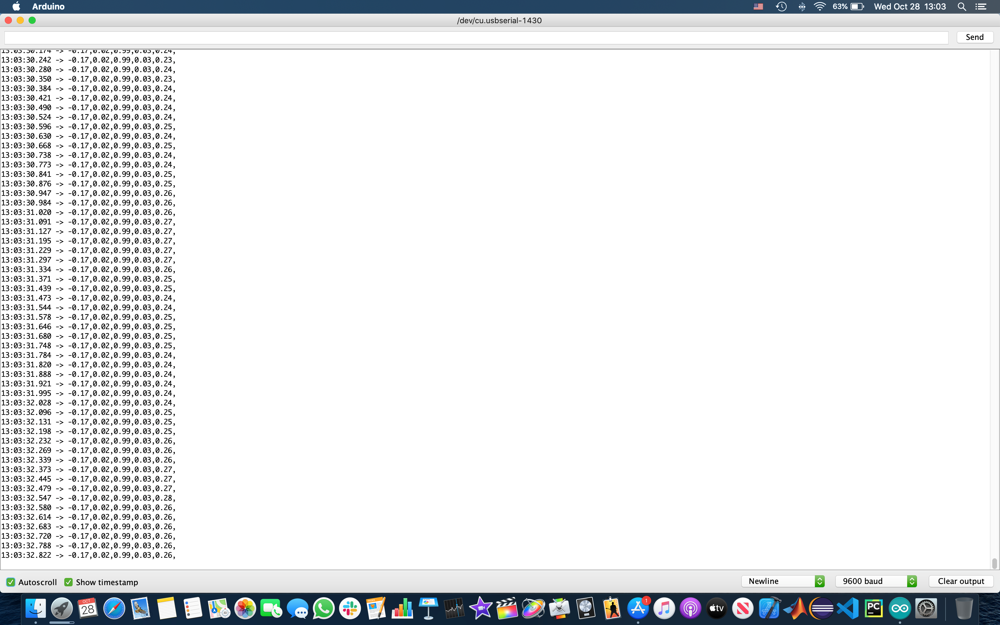 Arduino
63%
Wed Oct 28 13:03
/dev/cu.usbserial-1430
Send
13:03:30.174 -> -0.17,0.02,0.99,0.03,0.24,
13:03:30.242 -> -0.17,0.02,0.99,0.03,0.23,
13:03:30.280 -> -0.17,0.02,0.99,0.03,0.24,
13:03:30.350 -> -0.17,0.02,0.99,0.03,0.23,
13:03:30.384 -> -0.17,0.02,0.99,0.03,0.24,
13:03:30.421 -> -0.17,0.02,0.99,0.03,0.24,
13:03:30.490 -> -0.17,0.02,0.99,0.03,0.24,
13:03:30.524 -> -0.17,0.02,0.99,0.03,0.24,
13:03:30.596 -> -0.17,0.02,0.99,0.03,0.25,
13:03:30.630 -> -0.17,0.02,0.99,0.03,0.24,
13:03:30.668 -> -0.17,0.02,0.99,0.03,0.25,
13:03:30.738 -> -0.17,0.02,0.99,0.03,0.24,
13:03:30.773 -> -0.17,0.02,0.99,0.03,0.24,
13:03:30.841 -> -0.17,0.02,0.99,0.03,0.25,
13:03:30.876 -> -0.17,0.02,0.99,0.03,0.25,
13:03:30.947 -> -0.17,0.02,0.99,0.03,0.26,
13:03:30.984 -> -0.17,0.02,0.99,0.03,0.26,
13:03:31.020 -> -0.17,0.02,0.99,0.03,0.26,
13:03:31.091 -> -0.17,0.02,0.99,0.03,0.27,
13:03:31.127 -> -0.17,0.02,0.99,0.03,0.27,
13:03:31.195 -> -0.17,0.02,0.99,0.03,0.27,
13:03:31.229 -> -0.17,0.02,0.99,0.03,0.27,
13:03:31.297 -> -0.17,0.02,0.99,0.03,0.27,
13:03:31.334 -> -0.17,0.02,0.99,0.03,0.26,
13:03:31.371 -> -0.17,0.02,0.99,0.03,0.25,
13:03:31.439 -> -0.17,0.02,0.99,0.03,0.25,
13:03:31.473 -> -0.17,0.02,0.99,0.03,0.24,
13:03:31.544 -> -0.17,0.02,0.99,0.03,0.24,
13:03:31.578 -> -0.17,0.02,0.99,0.03,0.25,
13:03:31.646 -> -0.17,0.02,0.99,0.03,0.25,
13:03:31.680 -> -0.17,0.02,0.99,0.03,0.25,
13:03:31.748 -> -0.17,0.02,0.99,0.03,0.25,
13:03:31.784 -> -0.17,0.02,0.99,0.03,0.24,
13:03:31.820 -> -0.17,0.02,0.99,0.03,0.24,
13:03:31.888 -> -0.17,0.02,0.99,0.03,0.24,
13:03:31.921 -> -0.17,0.02,0.99,0.03,0.24,
13:03:31.995 -> -0.17,0.02,0.99,0.03,0.24,
13:03:32.028 -> -0.17,0.02,0.99,0.03,0.24,
13:03:32.096 -> -0.17,0.02,0.99,0.03,0.25,
13:03:32.131 -> -0.17,0.02,0.99,0.03,0.25,
13:03:32.198 -> -0.17,0.02,0.99,0.03,0.25,
13:03:32.232 -> -0.17,0.02,0.99,0.03,0.26,
13:03:32.269 -> -0.17,0.02,0.99,0.03,0.26,
13:03:32.339 -> -0.17,0.02,0.99,0.03,0.26,
13:03:32.373 -> -0.17,0.02,0.99,0.03,0.27,
13:03:32.445 -> -0.17,0.02,0.99,0.03,0.27,
13:03:32.479 -> -0.17,0.02,0.99,0.03,0.27,
13:03:32.547 -> -0.17,0.02,0.99,0.03,0.28,
13:03:32.580 -> -0.17,0.02,0.99,0.03,0.26,
13:03:32.614 -> -0.17,0.02,0.99,0.03,0.26,
13:03:32.683 -> -0.17,0.02,0.99,0.03,0.26,
13:03:32.720 -> -0.17,0.02,0.99,0.03,0.26,
13:03:32.788 -> -0.17,0.02,0.99,0.03,0.26,
13:03:32.822 -> -0.17,0.02,0.99,0.03,0.26,
Autoscroll
Show timestamp
Newline
9600 baud
Clear output
OCT
28
3D
PAGES
1
tv
PC